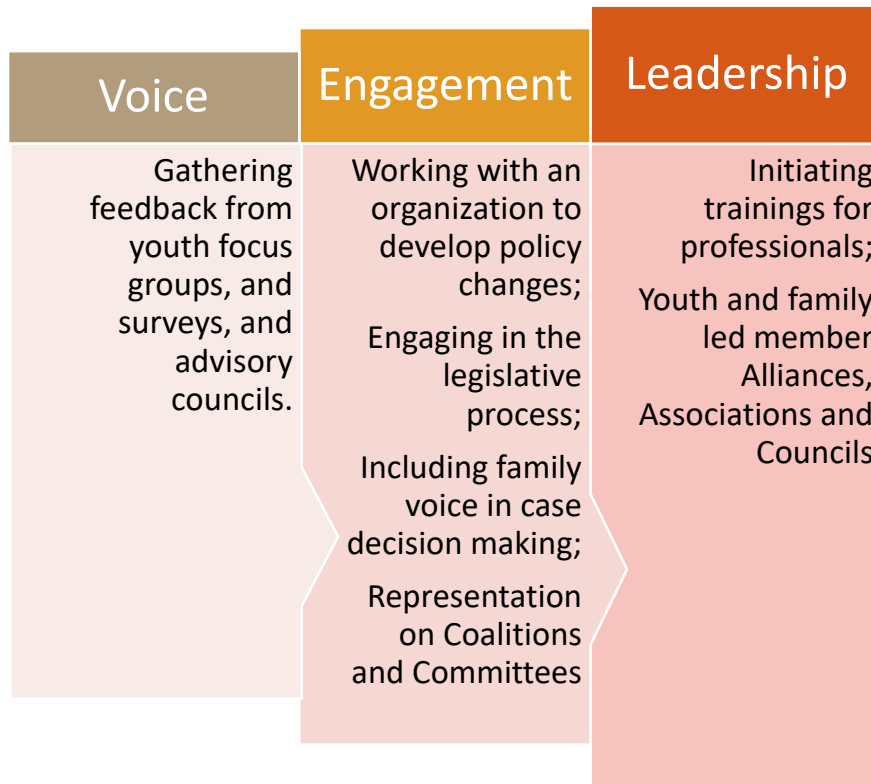 Voice
Gathering
feedback from
youth focus
groups, and
surveys, and
advisory
councils.
Engagement
Working with an
organization to
develop policy
changes;
Engaging in the
legislative
process;
Including family
voice in case
decision making;
Representation
on Coalitions
and Committees
Leadership
Initiating
trainings for
professionals;
Youth and family
led member
Alliances,
Associations and
Councils